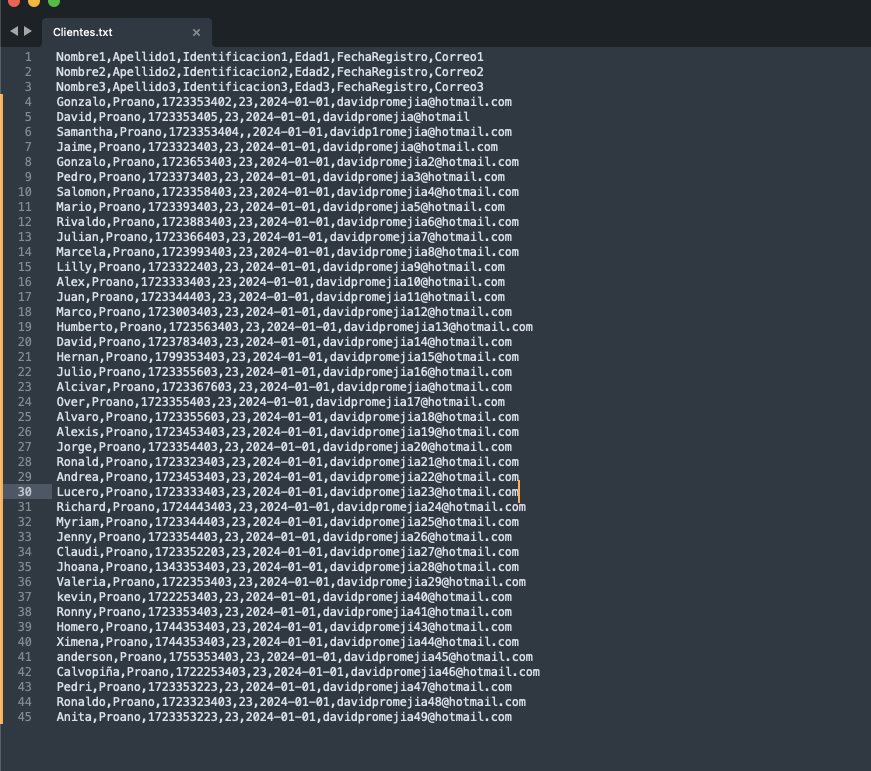 Clientes.txt
1 Nombre1,Apellido1,Identificacion1,Edad1,FechaRegistro,Correo1
2 Nombre2,Apellido2,Identificacion2,Edad2,FechaRegistro,Correo2
3 Nombre3,Apellido3,Identificacion3,Edad3,FechaRegistro,Correo3
4 Gonzalo,Proano,1723353402,23,2024-01-01,davidpromejia@hotmail.com
5 David,Proano,1723353405,23,2024-01-01,davidpromejia@hotmail
6 Samantha,Proano,1723353404,,2024-01-01,davidp1romejia@hotmail.com
7 Jaime,Proano,1723323403,23,2024-01-01,davidpromejia@hotmail.com
8 Gonzalo,Proano,1723653403,23,2024-01-01,davidpromejia2@hotmail.com
9 Pedro,Proano,1723373403,23,2024-01-01,davidpromejia3@hotmail.com
10 Salomon,Proano,1723358403,23,2024-01-01,davidpromejia4@hotmail.com
11 Mario,Proano,1723393403,23,2024-01-01,davidpromejia5@hotmail.com
12 Rivaldo,Proano,1723883403,23,2024-01-01,davidpromejia6@hotmail.com
13 Julian,Proano,1723366403,23,2024-01-01,davidpromejia7@hotmail.com
14 Marcela,Proano,1723993403,23,2024-01-01,davidpromejia8@hotmail.com
15 Lilly,Proano,1723322403,23,2024-01-01,davidpromejia9@hotmail.com
16 Alex,Proano,1723333403,23,2024-01-01,davidpromejia10@hotmail.com
17 Juan,Proano,1723344403,23,2024-01-01,davidpromejia11@hotmail.com
18 Marco,Proano,1723003403,23,2024-01-01,davidpromejia12@hotmail.com
19 Humberto,Proano,1723563403,23,2024-01-01,davidpromejia13@hotmail.com
20 David,Proano,1723783403,23,2024-01-01,davidpromejia14@hotmail.com
21 Hernan,Proano,1799353403,23,2024-01-01,davidpromejia15@hotmail.com
22 Julio,Proano,1723355603,23,2024-01-01,davidpromejia16@hotmail.com
23 Alcivar,Proano,1723367603,23,2024-01-01,davidpromejia@hotmail.com
24 Over,Proano,1723355403,23,2024-01-01,davidpromejia17@hotmail.com
25 Alvaro,Proano,1723355603,23,2024-01-01,davidpromejia18@hotmail.com
26 Alexis,Proano,1723453403,23,2024-01-01,davidpromejia19@hotmail.com
27 Jorge,Proano,1723354403,23,2024-01-01,davidpromejia20@hotmail.com
28 Ronald,Proano,1723323403,23,2024-01-01,davidpromejia21@hotmail.com
29 Andrea,Proano,1723453403,23,2024-01-01,davidpromejia22@hotmail.com
30 Lucero,Proano,1723333403,23,2024-01-01,davidpromejia23@hotmail.com
31 Richard,Proano,1724443403,23,2024-01-01,davidpromejia24@hotmail.com
32 Myriam,Proano,1723344403,23,2024-01-01,davidpromejia25@hotmail.com
33 Jenny,Proano,1723354403,23,2024-01-01,davidpromejia26@hotmail.com
34 Claudi,Proano,1723352203,23,2024-01-01,davidpromejia27@hotmail.com
35 Jhoana,Proano,1343353403,23,2024-01-01,davidpromejia28@hotmail.com
36 Valeria,Proano,1722353403,23,2024-01-01,davidpromejia29@hotmail.com
37 kevin,Proano,1722253403,23,2024-01-01,davidpromejia40@hotmail.com
38 Ronny,Proano,1723353403,23,2024-01-01,davidpromejia41@hotmail.com
39 Homero,Proano,1744353403,23,2024-01-01,davidpromeji43@hotmail.com
40 Ximena,Proano,1744353403,23,2024-01-01,davidpromejia44@hotmail.com
41 anderson,Proano,1755353403,23,2024-01-01,davidpromejia45@hotmail.com
42 Calvopiña,Proano,1722253403,23,2024-01-01,davidpromejia46@hotmail.com
43 Pedri,Proano,1723353223,23,2024-01-01,davidpromejia47@hotmail.com
44 Ronaldo,Proano,1723323403,23,2024-01-01,davidpromejia48@hotmail.com
45 Anita,Proano,1723353223,23,2024-01-01,davidpromejia49@hotmail.com